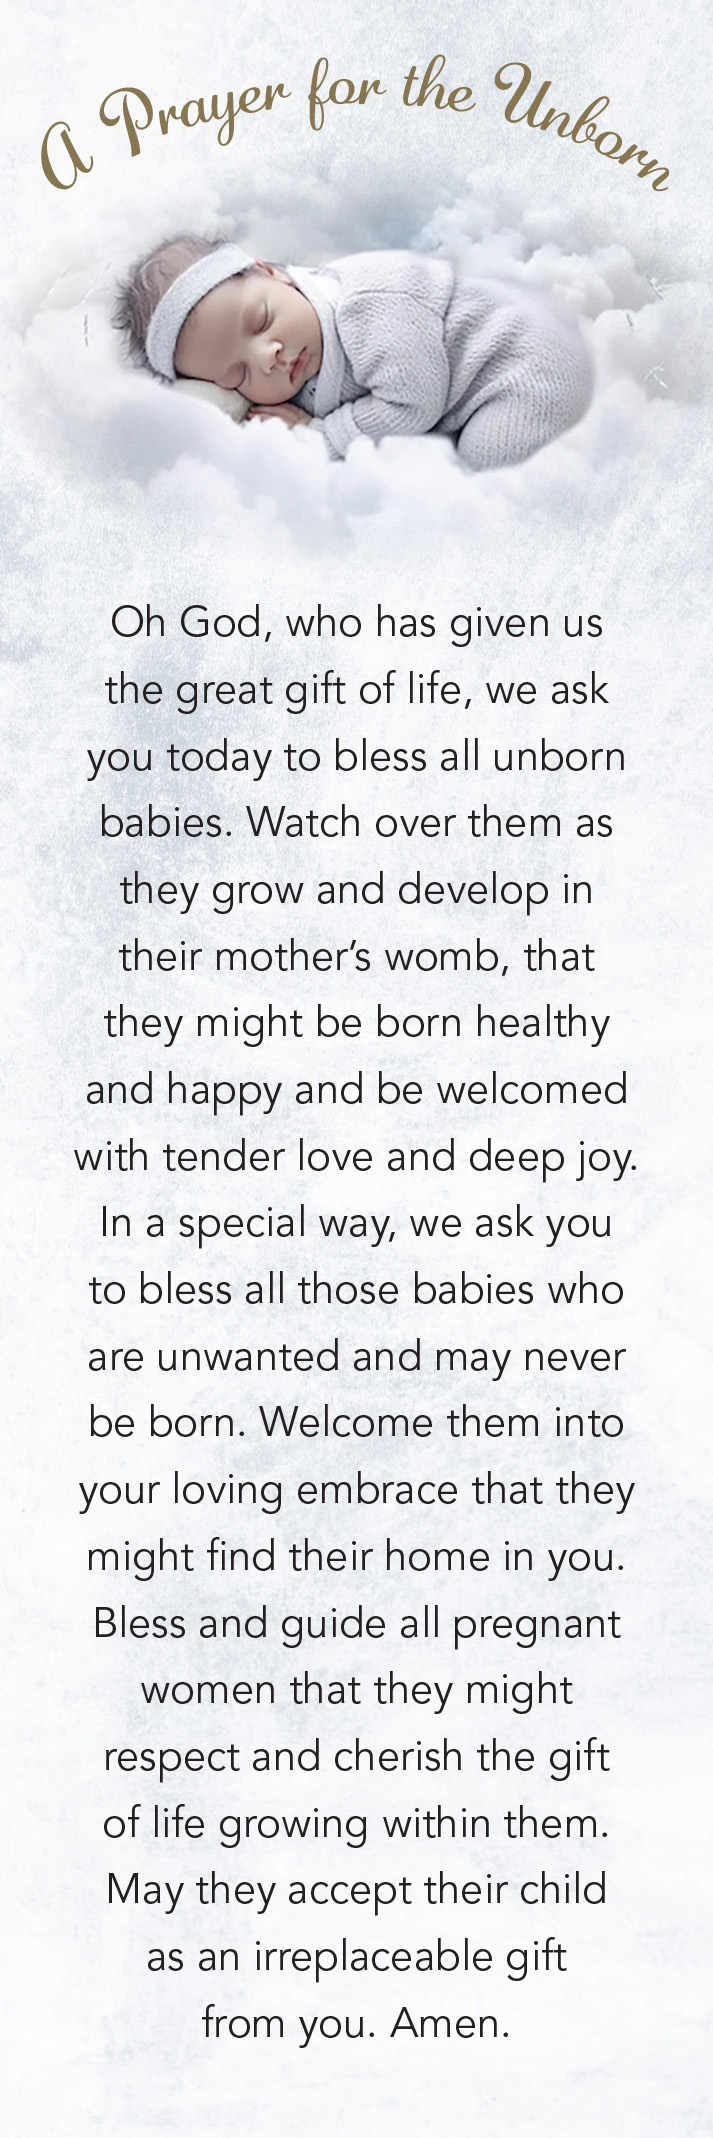 A Prayer for the Unborn
Oh God, who has given us
the great gift of life, we ask
you today to bless all unborn
babies. Watch over them as
they grow and develop in
their mother’s womb, that
they might be born healthy
and happy and be welcomed
with tender love and deep joy.
In a special way, we ask you
to bless all those babies who
are unwanted and may never
be born. Welcome them into
your loving embrace that they
might find their home in you.
Bless and guide all pregnant
women that they might
respect and cherish the gift
of life growing within them.
May they accept their child
as an irreplaceable gift
from you. Amen.